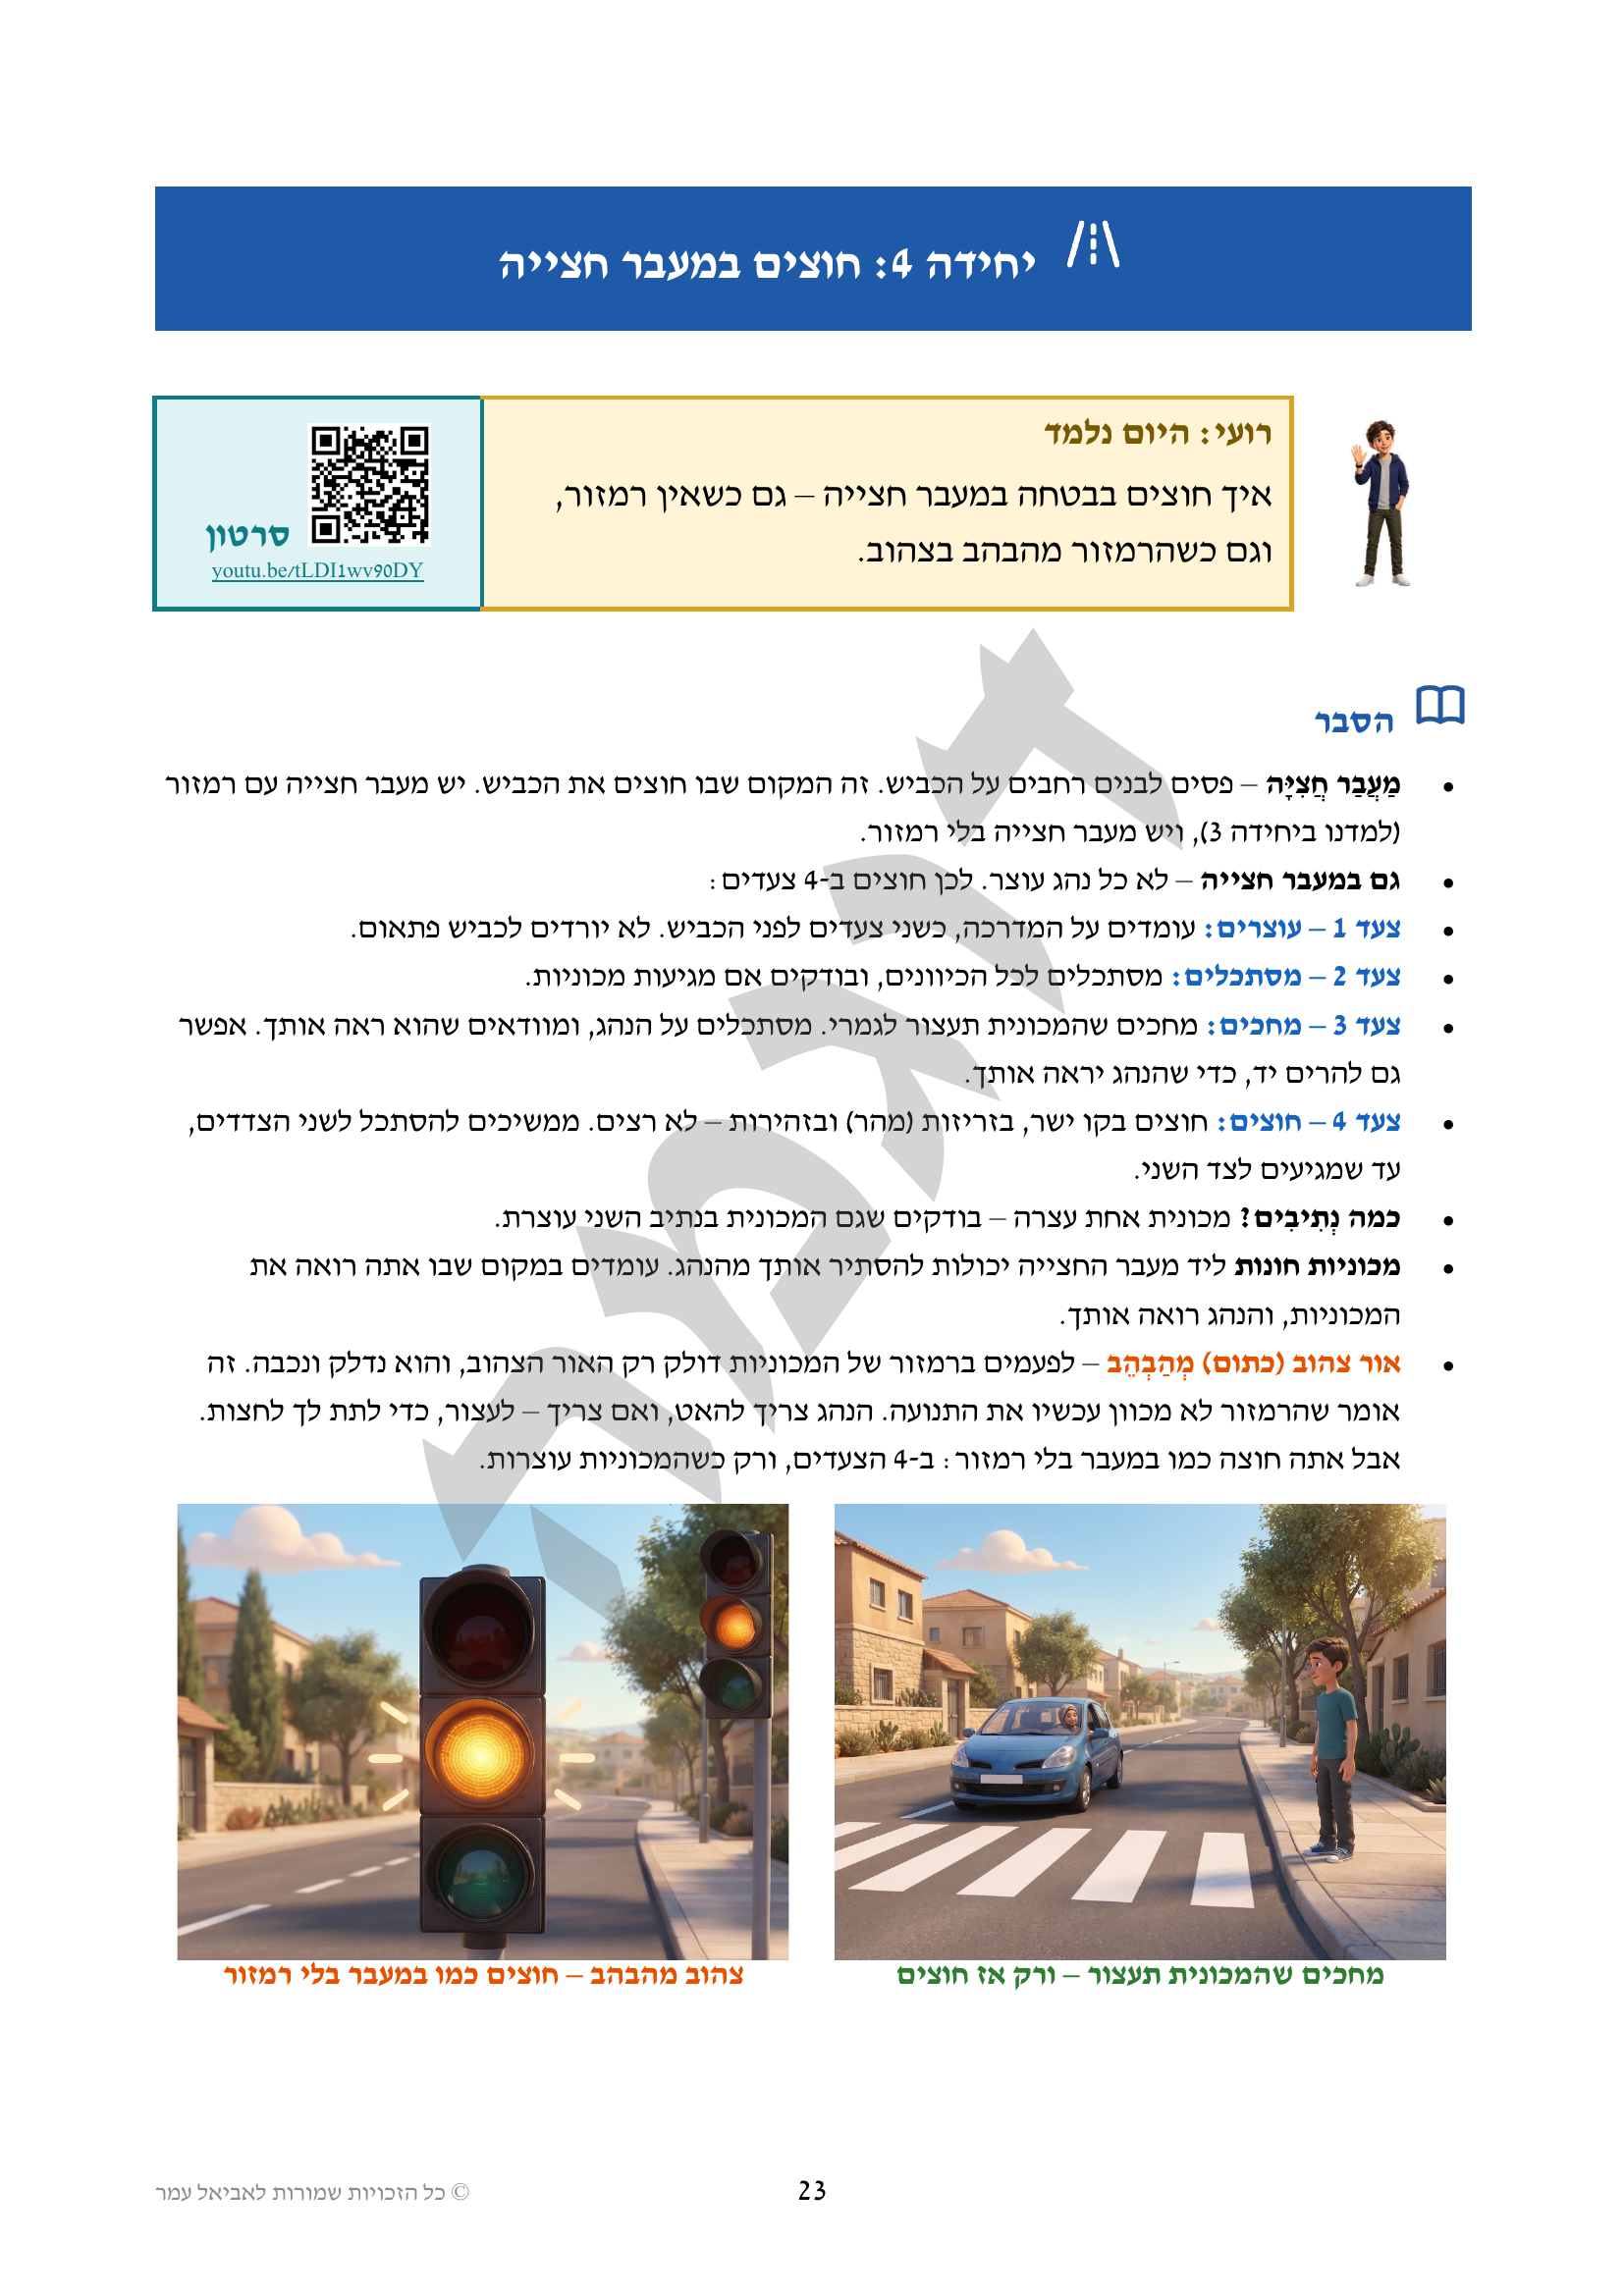 יחידה 4: חוצים במעבר חצייה
רועי: היום נלמד
איך חוצים בבטחה במעבר חצייה – גם כשאין רמזור,
וגם כשהרמזור מהבהב בצהוב.
סרטון
youtu.be/tLDI1wv90DY
הסבר
• מַעֲבַר חֲצִיָּה – פסים לבנים רחבים על הכביש. זה המקום שבו חוצים את הכביש. יש מעבר חצייה עם רמזור
(למדנו ביחידה 3), ויש מעבר חצייה בלי רמזור.
• גם במעבר חצייה – לא כל נהג עוצר. לכן חוצים ב-4 צעדים:
• צעד 1 – עוצרים: עומדים על המדרכה, כשני צעדים לפני הכביש. לא יורדים לכביש פתאום.
• צעד 2 – מסתכלים: מסתכלים לכל הכיוונים, ובודקים אם מגיעות מכוניות.
• צעד 3 – מחכים: מחכים שהמכונית תעצור לגמרי. מסתכלים על הנהג, ומוודאים שהוא ראה אותך. אפשר
גם להרים יד, כדי שהנהג יראה אותך.
• צעד 4 – חוצים: חוצים בקו ישר, בזריזות (מהר) ובזהירות – לא רצים. ממשיכים להסתכל לשני הצדדים,
עד שמגיעים לצד השני.
• כמה נְתִיבִים? מכונית אחת עצרה – בודקים שגם המכונית בנתיב השני עוצרת.
• מכוניות חונות ליד מעבר החצייה יכולות להסתיר אותך מהנהג. עומדים במקום שבו אתה רואה את
המכוניות, והנהג רואה אותך.
• אור צהוב (כתום) מְהַבְהֵב – לפעמים ברמזור של המכוניות דולק רק האור הצהוב, והוא נדלק ונכבה. זה
אומר שהרמזור לא מכוון עכשיו את התנועה. הנהג צריך להאט, ואם צריך – לעצור, כדי לתת לך לחצות.
אבל אתה חוצה כמו במעבר בלי רמזור: ב-4 הצעדים, ורק כשהמכוניות עוצרות.
מחכים שהמכונית תעצור – ורק אז חוצים
צהוב מהבהב – חוצים כמו במעבר בלי רמזור
דוגמה
23
© כל הזכויות שמורות לאביאל עמר